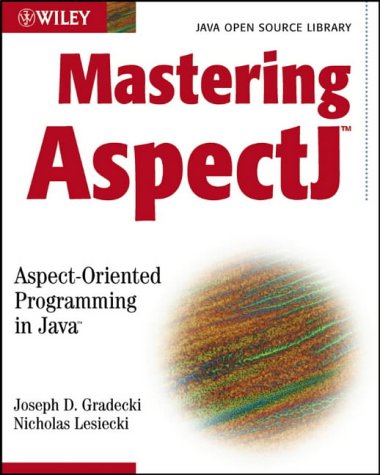 WILEY
JAVA OPEN SOURCE LIBRARY
Mastering
AspectJ™
Aspect-Oriented
Programming
in Java™
Joseph D. Gradecki
Nicholas Lesiecki